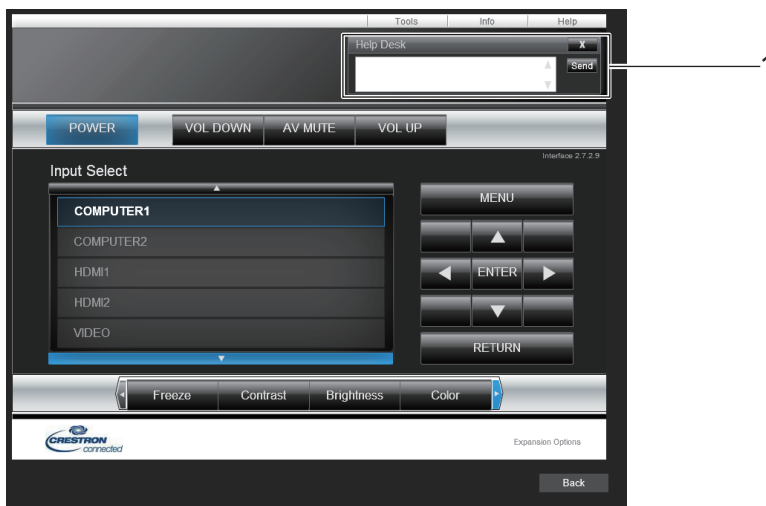 Tools Info Help
Help Desk X
Send
1
POWER VOL DOWN AV MUTE VOL UP
Interface 2.7.2.9
Input Select
MENU
COMPUTER1
COMPUTER2
HDMI1 ENTER
HDMI2
VIDEO
RETURN
Freeze Contrast Brightness Color
CRESTRON
connected
Expansion Options
Back